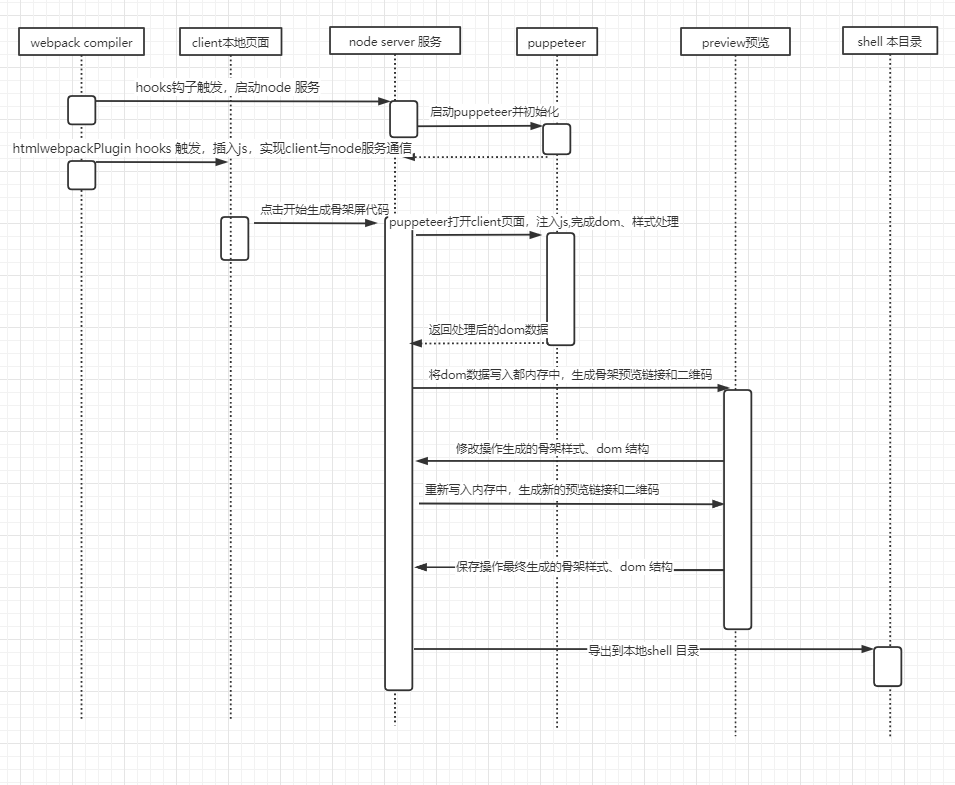 webpack compiler
client本地页面
node server 服务
puppeteer
preview预览
shell 本目录
hooks钩子触发，启动node 服务
启动puppeteer并初始化
htmlwebpackPlugin hooks 触发，插入js，实现client与node服务通信
点击开始生成骨架屏代码
puppeteer打开client页面，注入js,完成dom、样式处理
返回处理后的dom数据
将dom数据写入都内存中，生成骨架预览链接和二维码
修改操作生成的骨架样式、dom 结构
重新写入内存中，生成新的预览链接和二维码
保存操作最终生成的骨架样式、dom 结构
导出到本地shell 目录